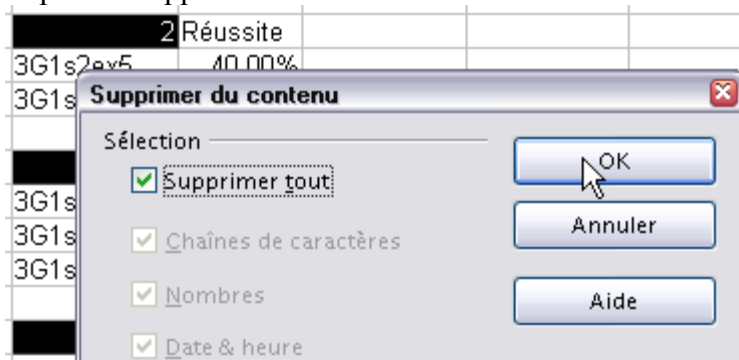 2 Réussite
3G1s2ex5 40.00%
3G1s
Supprimer du contenu
Sélection
OK
Supprimer tout
3G1s
Annuler
3G1s
Chaînes de caractères
3G1s
Nombres
Aide
Date & heure